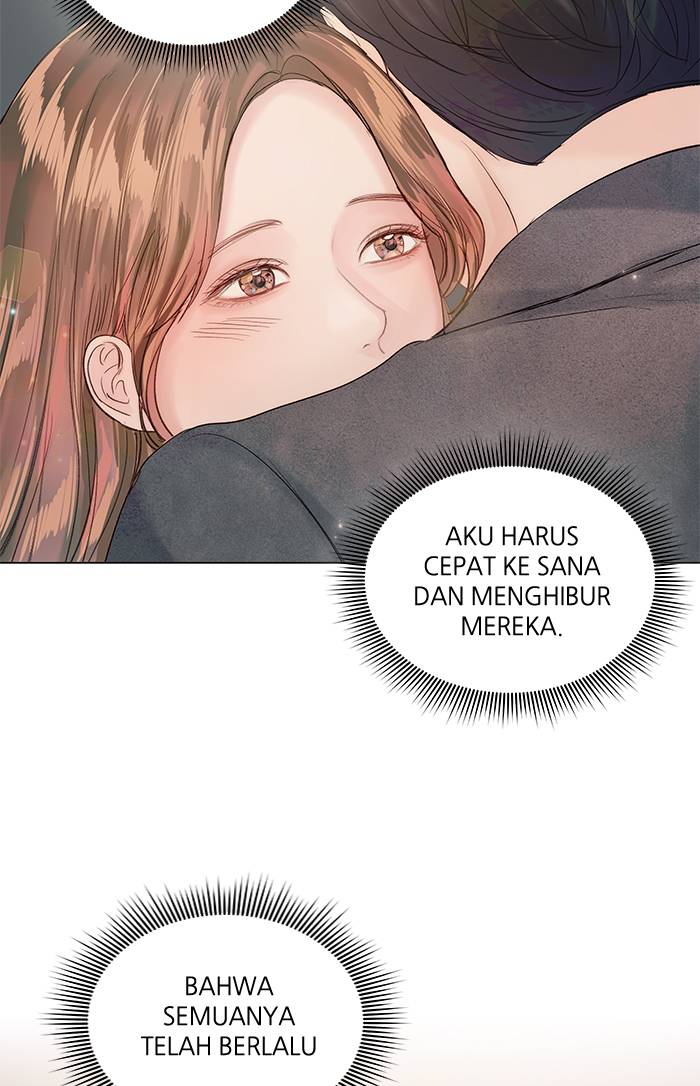 AKU HARUS
CEPAT KE SANA
DAN MENGHIBUR
MEREKA.
BAHWA
SEMUANYA
TELAH BERLALU